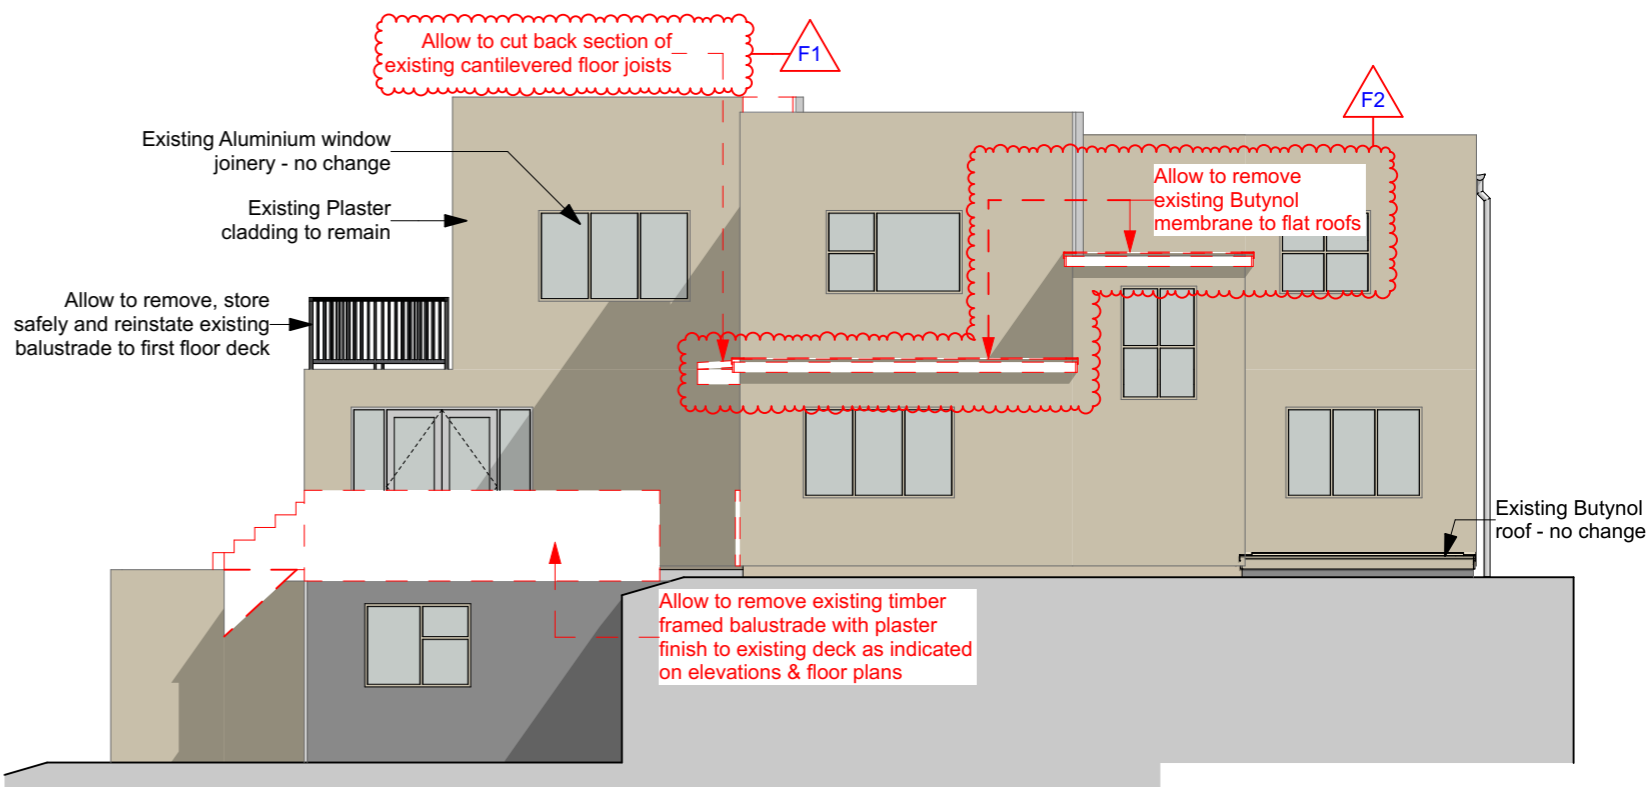 Allow to cut back section of
existing cantilevered floor joists
F1
F2
Existing Aluminium window
joinery - no change
Existing Plaster
cladding to remain
Allow to remove
existing Butynol
membrane to flat roofs
Allow to remove, store
safely and reinstate existing
balustrade to first floor deck
Existing Butynol
roof - no change
Allow to remove existing timber
framed balustrade with plaster
finish to existing deck as indicated
on elevations & floor plans